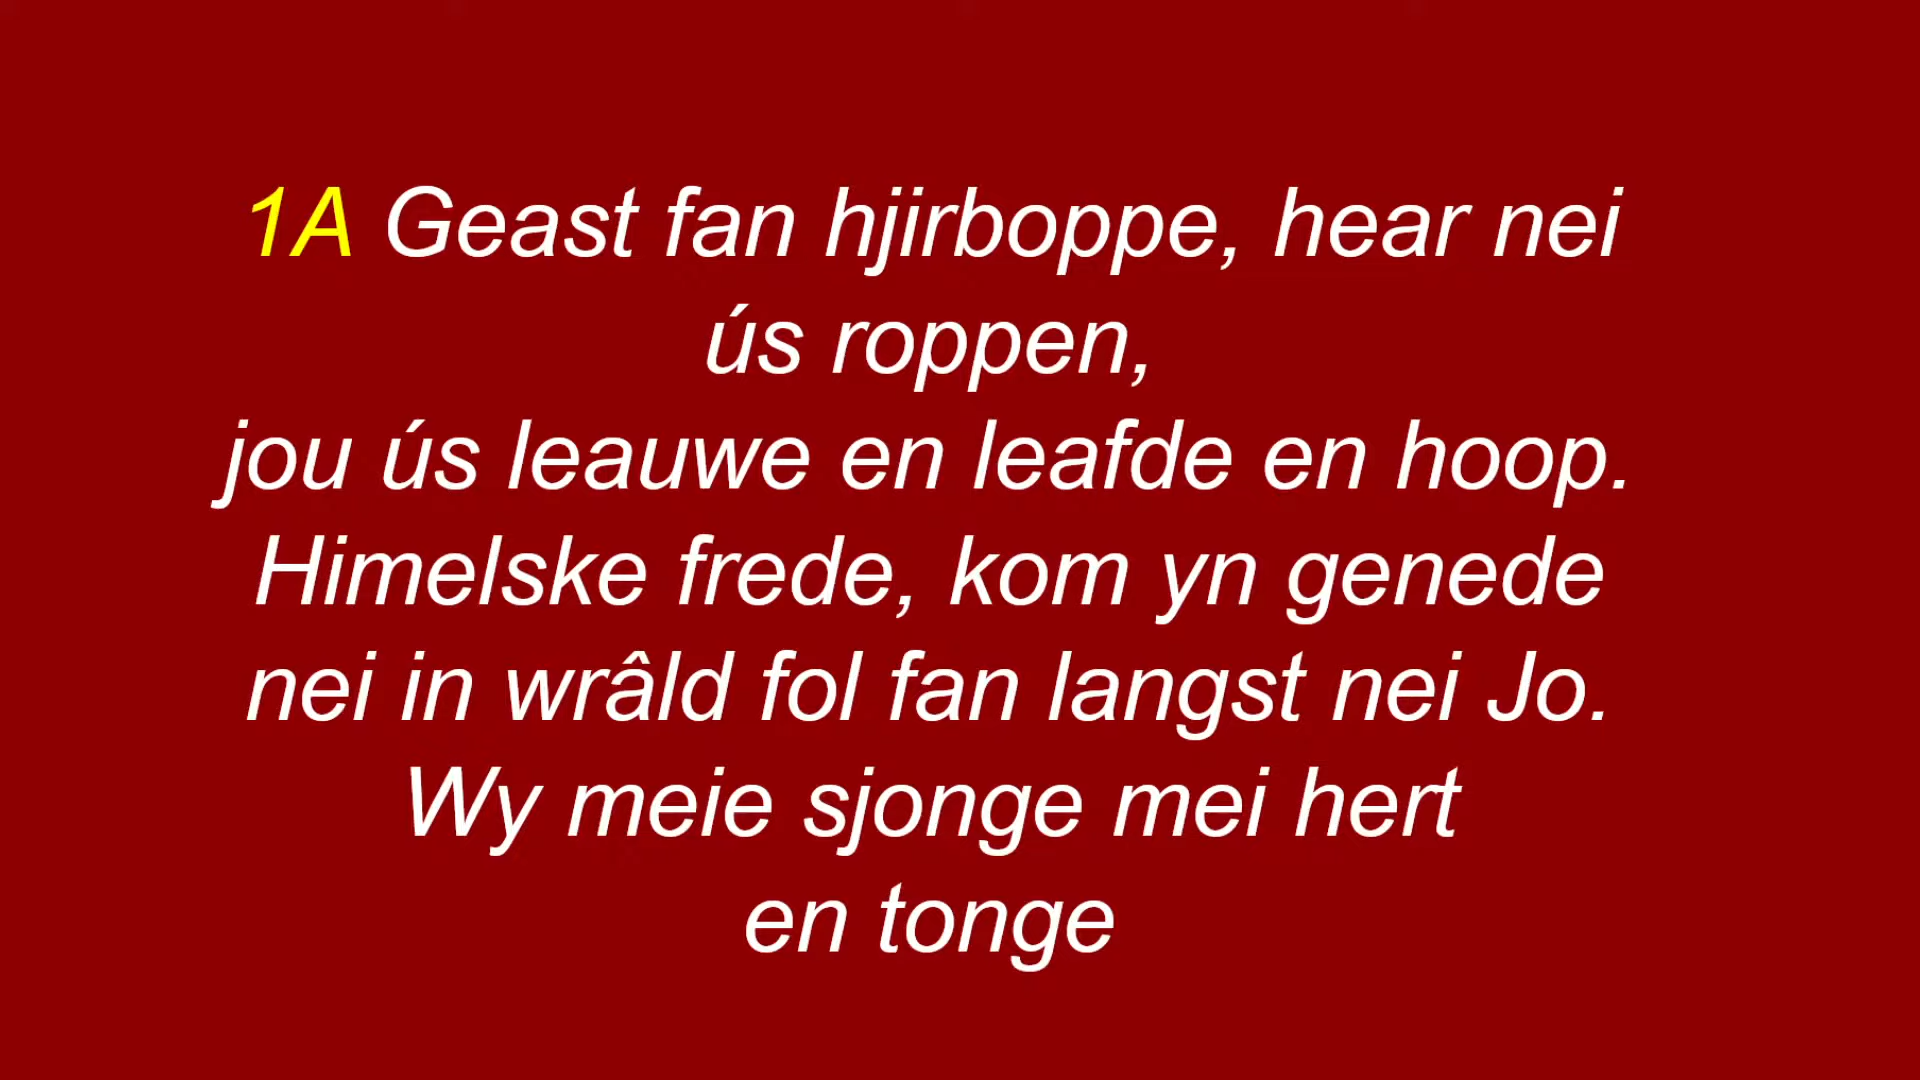 1A Geast fan hjirboppe, hear nei
ús roppen,
jou ús leauwe en leafde en hoop.
Himelske frede, kom yn genede
nei in wrâld fol fan langst nei Jo.
Wy meie sjonge mei hert
en tonge